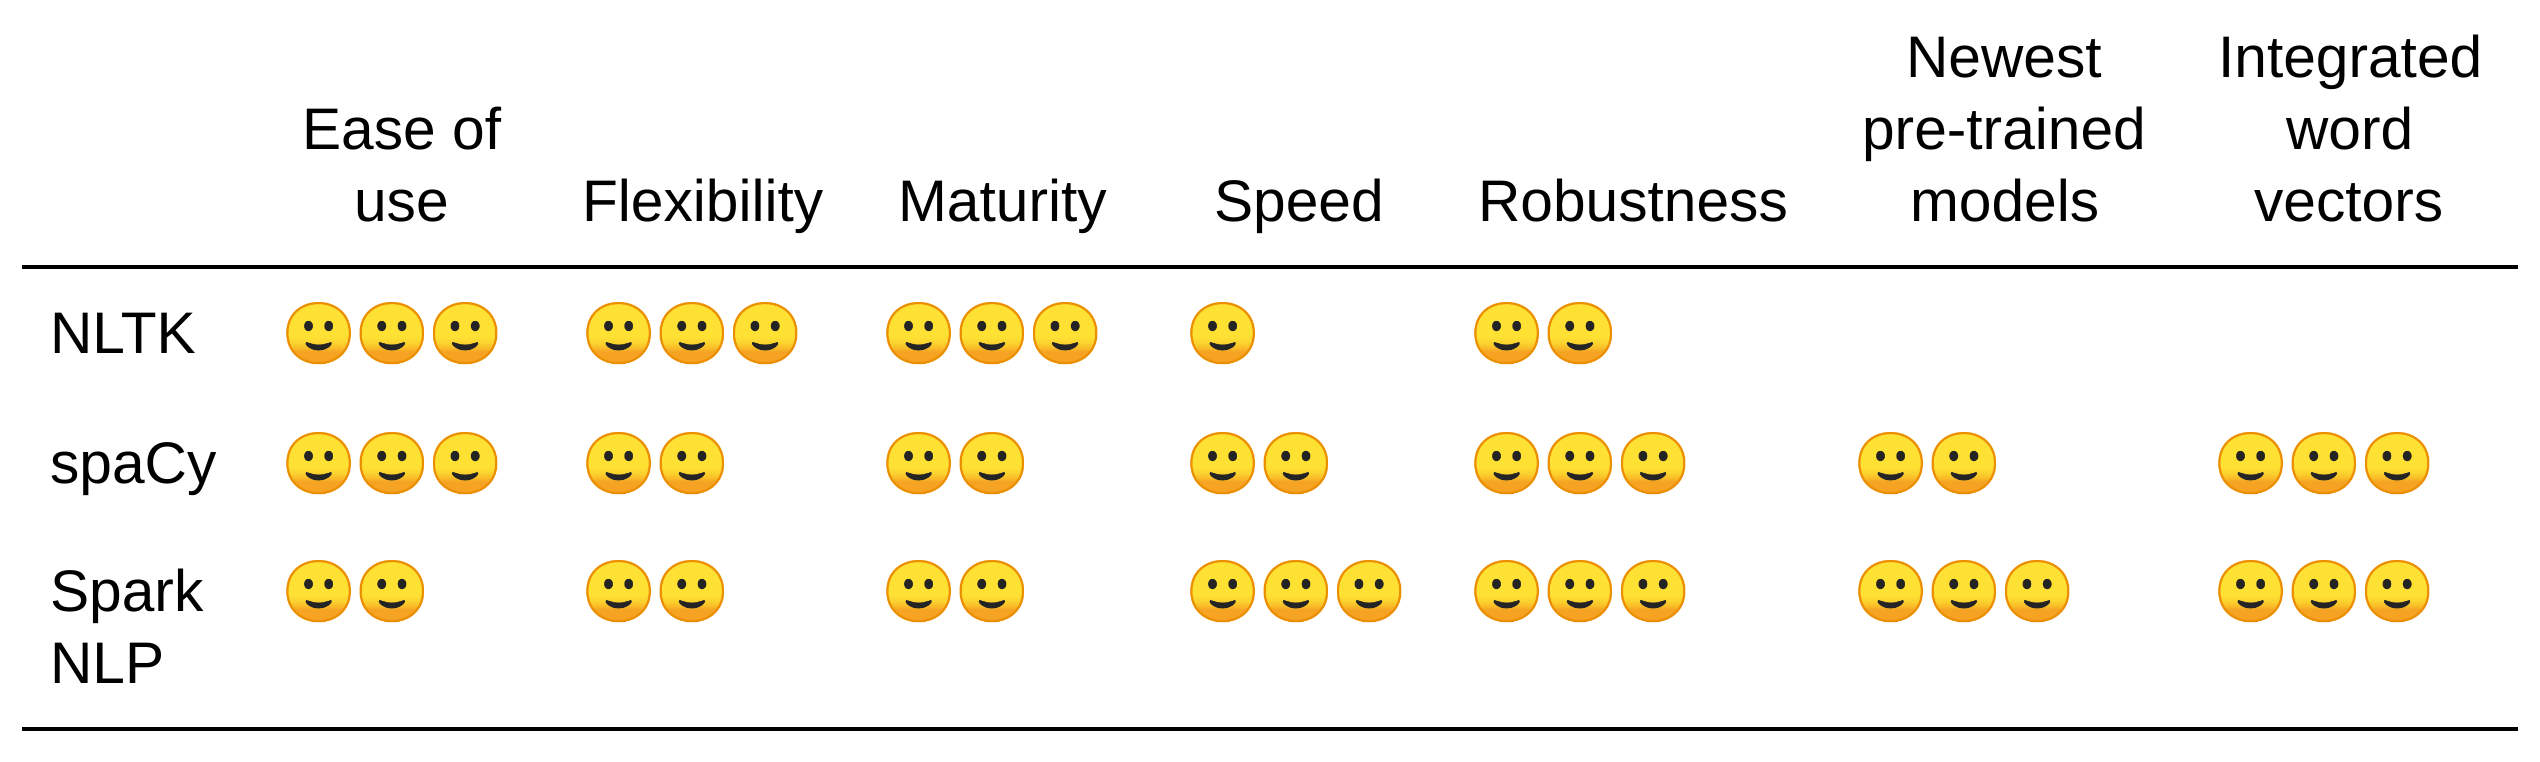 Ease of use
Flexibility
Maturity
Speed
Robustness
Newest pre-trained models
Integrated word vectors
NLTK
spaCy
Spark NLP